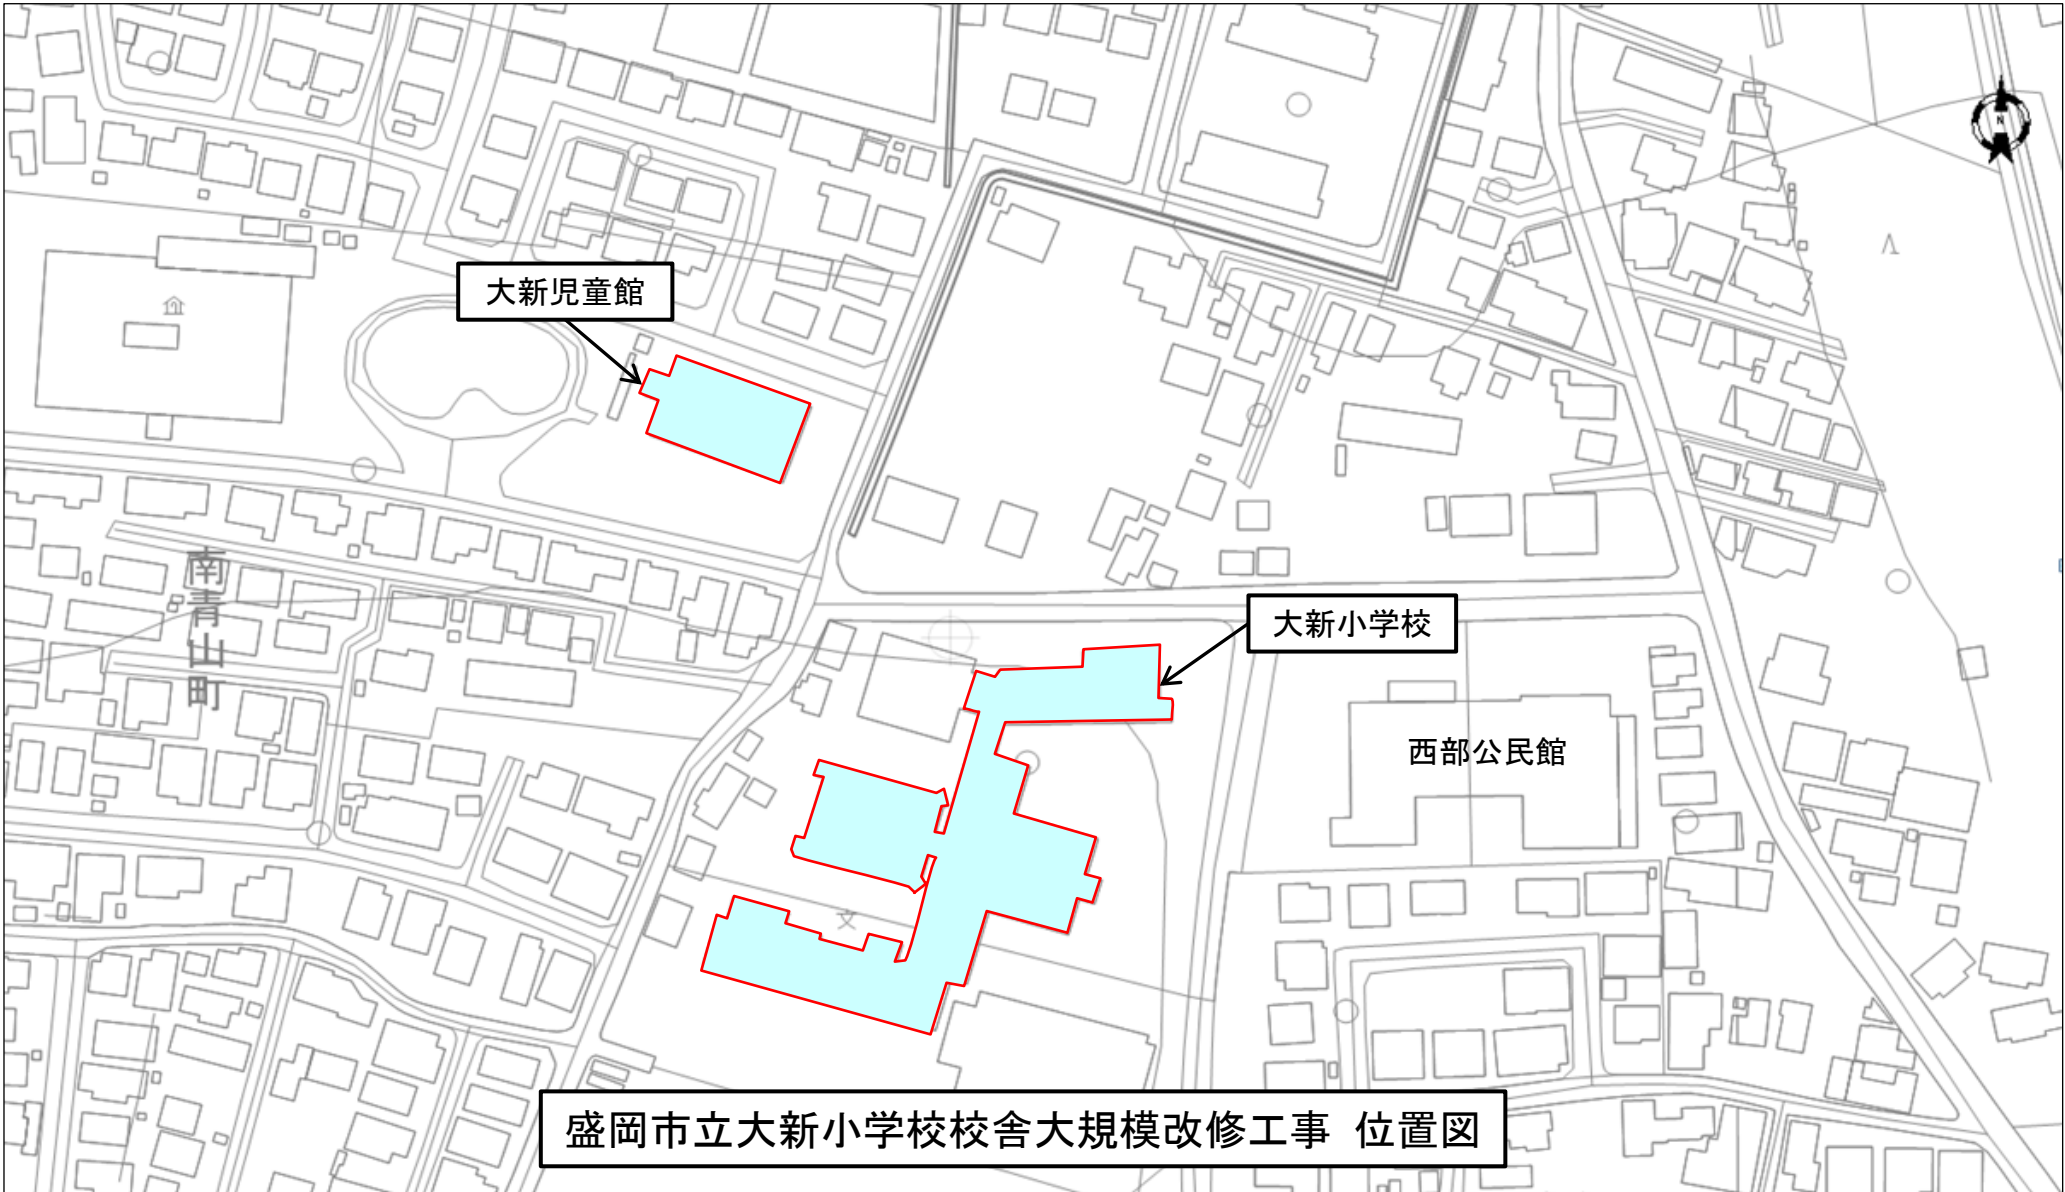 N
大新児童館
南青山町
大新小学校
西部公民館
文
盛岡市立大新小学校校舎大規模改修工事 位置図